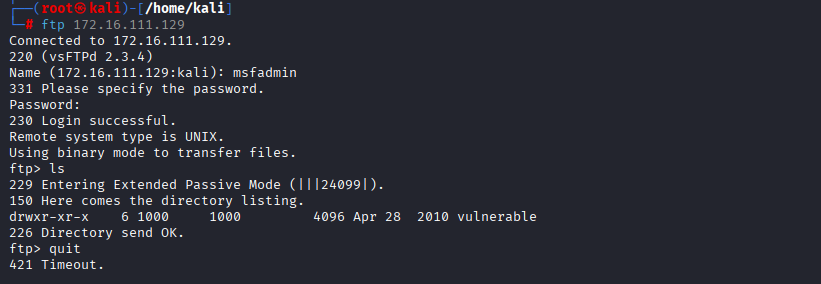 ┌──(root㉿kali)-[/home/kali]
└─# ftp 172.16.111.129
Connected to 172.16.111.129.
220 (vsFTPd 2.3.4)
Name (172.16.111.129:kali): msfadmin
331 Please specify the password.
Password:
230 Login successful.
Remote system type is UNIX.
Using binary mode to transfer files.
ftp> ls
229 Entering Extended Passive Mode (|||24099|).
150 Here comes the directory listing.
drwxr-xr-x    6 1000     1000         4096 Apr 28  2010 vulnerable
226 Directory send OK.
ftp> quit
421 Timeout.